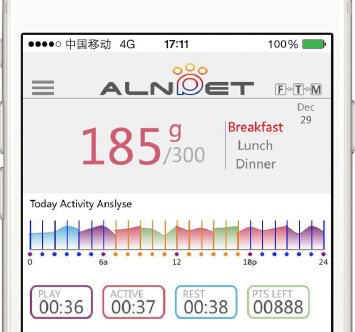 中国移动 4G 17:11 100%
ALNPET F T M
Dec
29
185 g /300
Breakfast
Lunch
Dinner
Today Activity Anslyse
0 6a 12 18p 24
PLAY ACTIVE REST PTS LEFT
00:36 00:37 00:38 00888